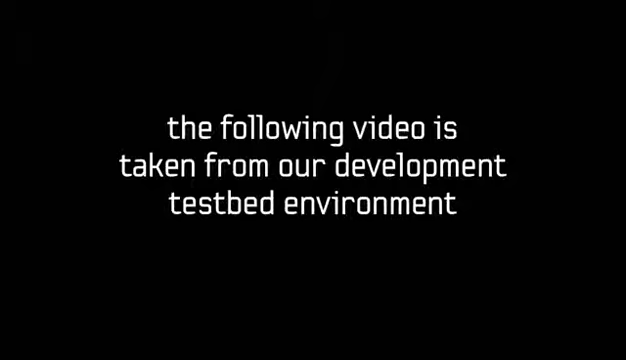 the following video is
taken from our development
testbed environment